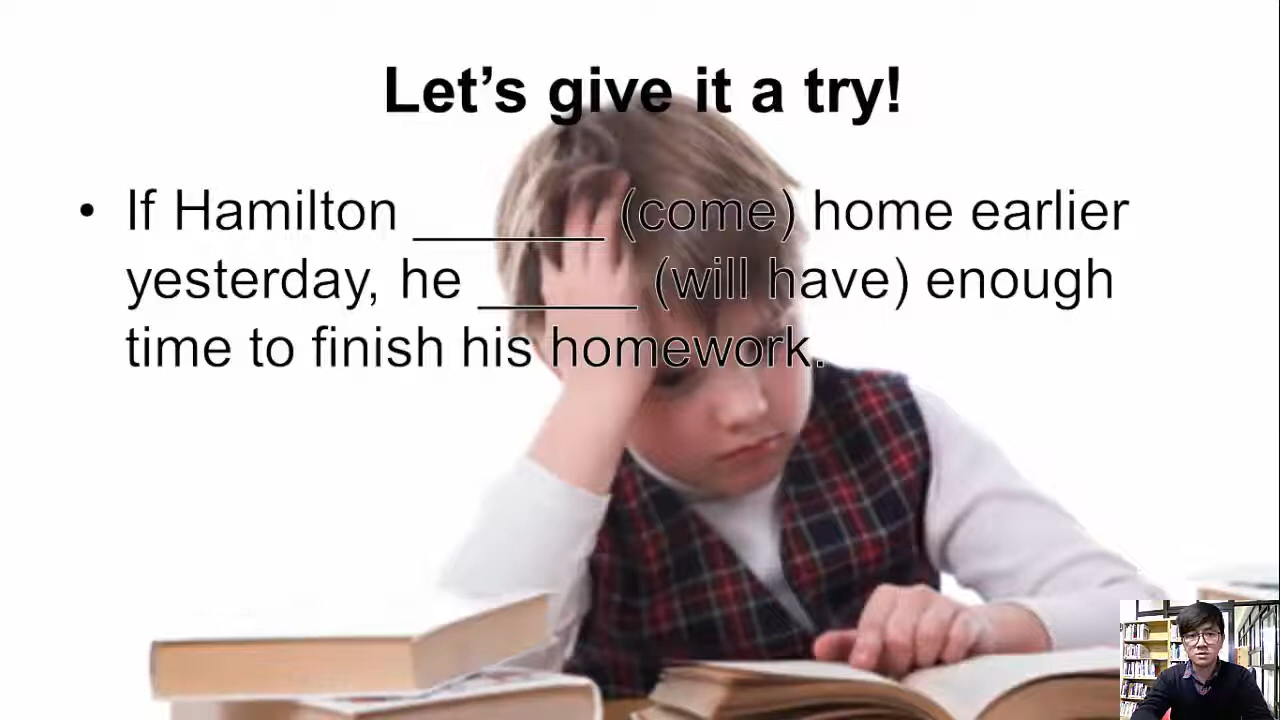 Let’s give it a try!
• If Hamilton _______ (come) home earlier
yesterday, he ______ (will have) enough
time to finish his homework.